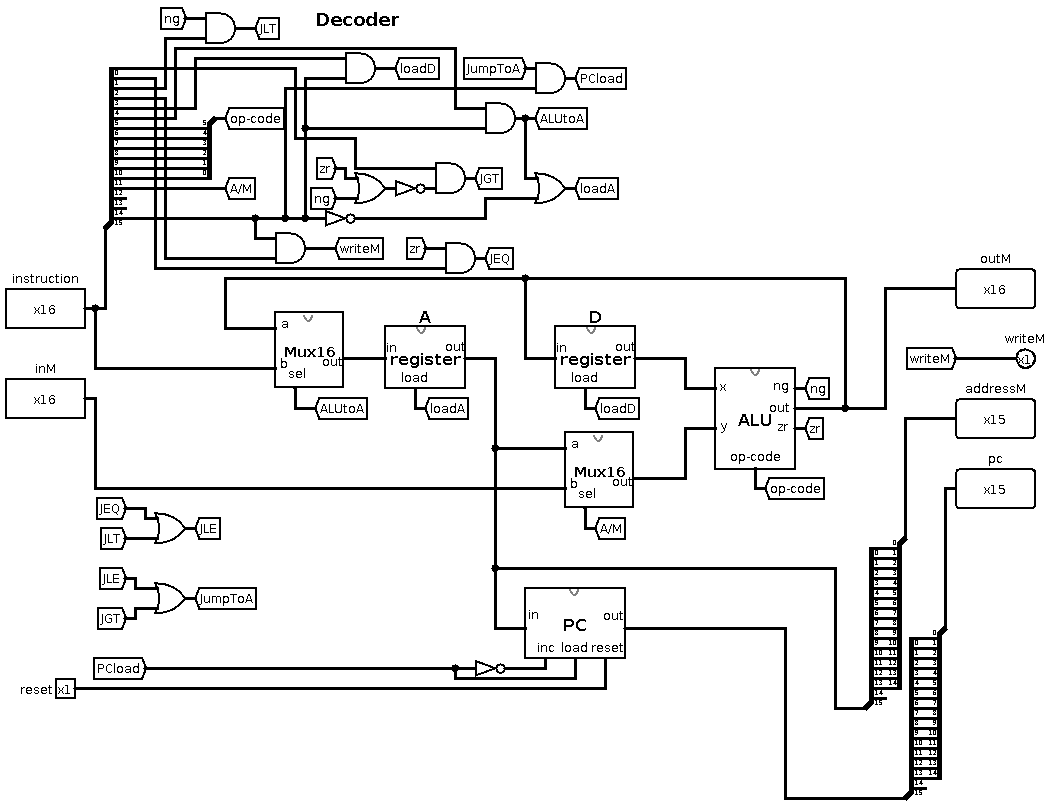 Decoder
ng
JLT
loadD
JumpToA
PCload
0
1
2
3
4
5
6
7
8
9
10
11
12
13
14
15
5
4
3
2
1
0
op-code
ALUtoA
zr
ng
JGT
A/M
loadA
writeM
zr
JEQ
instruction
x16
inM
x16
a
b
sel
Mux16
out
ALUtoA
A
in
out
register
load
loadA
D
in
out
register
load
loadD
a
b
sel
Mux16
out
A/M
x
y
ng
out
zr
ALU
op-code
ng
zr
op-code
outM
x16
writeM
writeM
x1
addressM
x15
pc
x15
JEQ
JLT
JLE
JLE
JGT
JumpToA
in
out
PC
inc load reset
PCload
reset x1
0
0 1
1 2
2 3
3 4
4 5
5 6
6 7
7 8
8 9
9 10
10 11
11 12
12 13
13 14
14
15
0
0 1
1 2
2 3
3 4
4 5
5 6
6 7
7 8
8 9
9 10
10 11
11 12
12 13
13 14
14
15